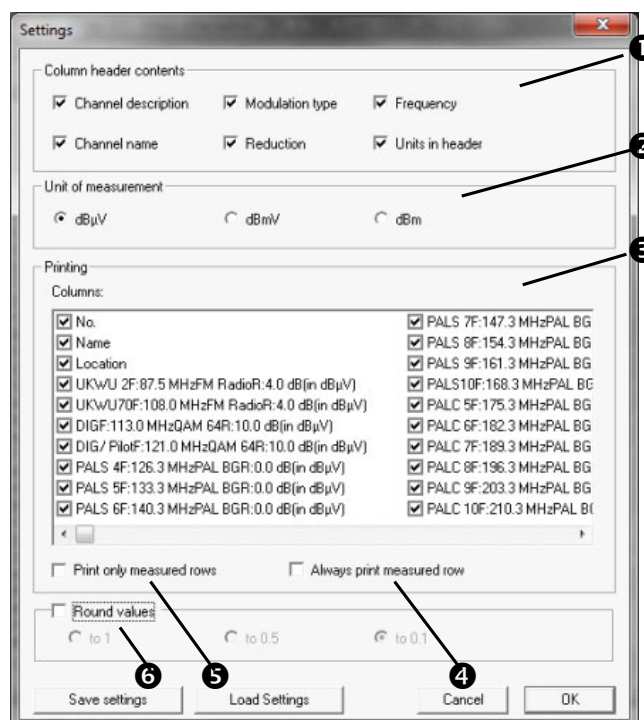 Settings
❶
Column header contents
Channel description Modulation type Frequency
Channel name Reduction Units in header
❷
Unit of measurement
dBµV dBmV dBm
❸
Printing
Columns:
No. PALS 7F:147.3 MHzPAL BG
Name PALS 8F:154.3 MHzPAL BG
Location PALS 9F:161.3 MHzPAL BG
UKWU 2F:87.5 MHzFM RadioR:4.0 dB(in dBµV) PALS10F:168.3 MHzPAL BG
UKWU70F:108.0 MHzFM RadioR:4.0 dB(in dBµV) PALC 5F:175.3 MHzPAL BG
DIGF:113.0 MHzQAM 64R:10.0 dB(in dBµV) PALC 6F:182.3 MHzPAL BG
DIG/ PilotF:121.0 MHzQAM 64R:10.0 dB(in dBµV) PALC 7F:189.3 MHzPAL BG
PALS 4F:126.3 MHzPAL BGR:0.0 dB(in dBµV) PALC 8F:196.3 MHzPAL BG
PALS 5F:133.3 MHzPAL BGR:0.0 dB(in dBµV) PALC 9F:203.3 MHzPAL BG
PALS 6F:140.3 MHzPAL BGR:0.0 dB(in dBµV) PALC 10F:210.3 MHzPAL B
Print only measured rows Always print measured row
Round values
to 1 to 0.5 to 0.1
❻ ❺ ❹
Save settings Load Settings Cancel OK